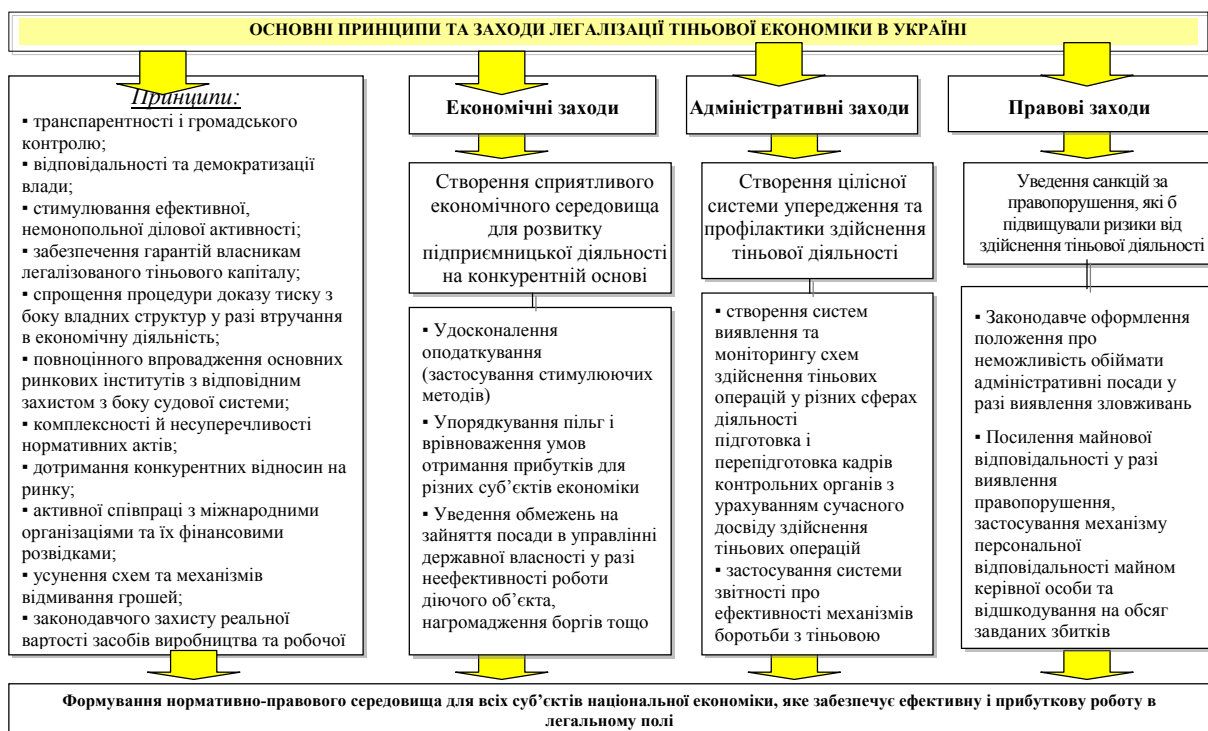 ОСНОВНІ ПРИНЦИПИ ТА ЗАХОДИ ЛЕГАЛІЗАЦІЇ ТІНЬОВОЇ ЕКОНОМІКИ В УКРАЇНІ
Принципи:
▪ транспарентності і громадського
контролю;
▪ відповідальності та демократизації
влади;
▪ стимулювання ефективної,
немонопольної ділової активності;
▪ забезпечення гарантій власникам
легалізованого тіньового капіталу;
▪ спрощення процедури доказу тиску з
боку владних структур у разі втручання
в економічну діяльність;
▪ повноцінного впровадження основних
ринкових інститутів з відповідним
захистом з боку судової системи;
▪ комплексності й несуперечливості
нормативних актів;
▪ дотримання конкурентних відносин на
ринку;
▪ активної співпраці з міжнародними
організаціями та їх фінансовими
розвідками;
▪ усунення схем та механізмів
відмивання грошей;
▪ законодавчого захисту реальної
вартості засобів виробництва та робочої
Економічні заходи
Створення сприятливого
економічного середовища
для розвитку
підприємницької діяльності
на конкурентній основі
▪ Удосконалення
оподаткування
(застосування стимулюючих
методів)
▪ Упорядкування пільг і
врівноваження умов
отримання прибутків для
різних суб’єктів економіки
▪ Уведення обмежень на
зайняття посади в управлінні
державної власності у разі
неефективності роботи
діючого об’єкта,
нагромадження боргів тощо
Адміністративні заходи
Створення цілісної
системи упередження та
профілактики здійснення
тіньової діяльності
▪ створення систем
виявлення та
моніторингу схем
здійснення тіньових
операцій у різних сферах
діяльності
підготовка і
перепідготовка кадрів
контрольних органів з
урахуванням сучасного
досвіду здійснення
тіньових операцій
▪ застосування системи
звітності про
ефективності механізмів
боротьби з тіньовою
Правові заходи
Уведення санкцій за
правопорушення, які б
підвищували ризики від
здійснення тіньової діяльності
▪ Законодавче оформлення
положення про
неможливість обіймати
адміністративні посади у
разі виявлення зловживань
▪ Посилення майнової
відповідальності у разі
виявлення
правопорушення,
застосування механізму
персональної
відповідальності майном
керівної особи та
відшкодування на обсяг
завданих збитків
Формування нормативно-правового середовища для всіх суб’єктів національної економіки, яке забезпечує ефективну і прибуткову роботу в
легальному полі